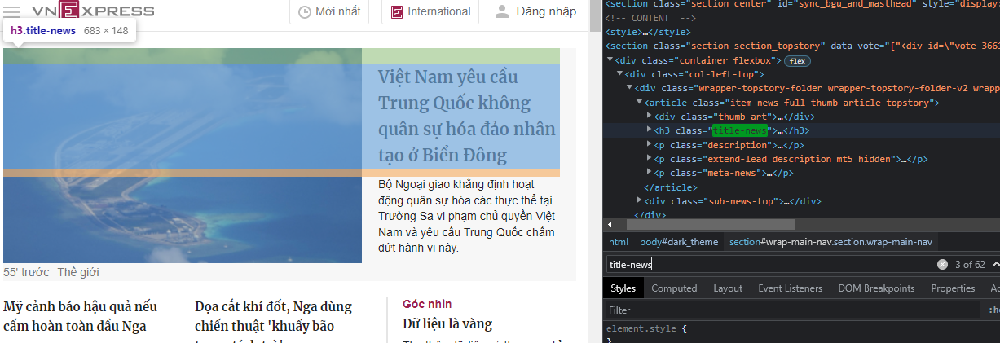 VNEXPRESS
Mới nhất
International
Đăng nhập
h3.title-news 683 × 148
Việt Nam yêu cầu
Trung Quốc không
quân sự hóa đảo nhân
tạo ở Biển Đông
Bộ Ngoại giao khẳng định hoạt
động quân sự hóa các thực thể tại
Trường Sa vi phạm chủ quyền Việt
Nam và yêu cầu Trung Quốc chấm
dứt hành vi này.
55' trước Thế giới
Mỹ cảnh báo hậu quả nếu
cấm hoàn toàn dầu Nga
Dọa cắt khí đốt, Nga dùng
chiến thuật 'khuấy bão
Góc nhìn
Dữ liệu là vàng
<section class="section center" id="sync_bgu_and_masthead" style="display:
<!-- CONTENT -->
<style>…</style>
<section class="section section_topstory" data-vote="["<div id=\"vote-3661
<div class="container flexbox"> flex
<div class="col-left-top">
<div class="wrapper-topstory-folder wrapper-topstory-folder-v2 wrapp
<article class="item-news full-thumb article-topstory">
<div class="thumb-art">…</div>
<h3 class="title-news">…</h3>
<p class="description">…</p>
<p class="extend-lead description mt5 hidden">…</p>
<p class="meta-news">…</p>
</article>
<div class="sub-news-top">…</div>
</div>
html body#dark_theme section#wrap-main-nav.section.wrap-main-nav
title-news 3 of 62
Styles Computed Layout Event Listeners DOM Breakpoints Properties Ac
Filter :h
element.style {
}